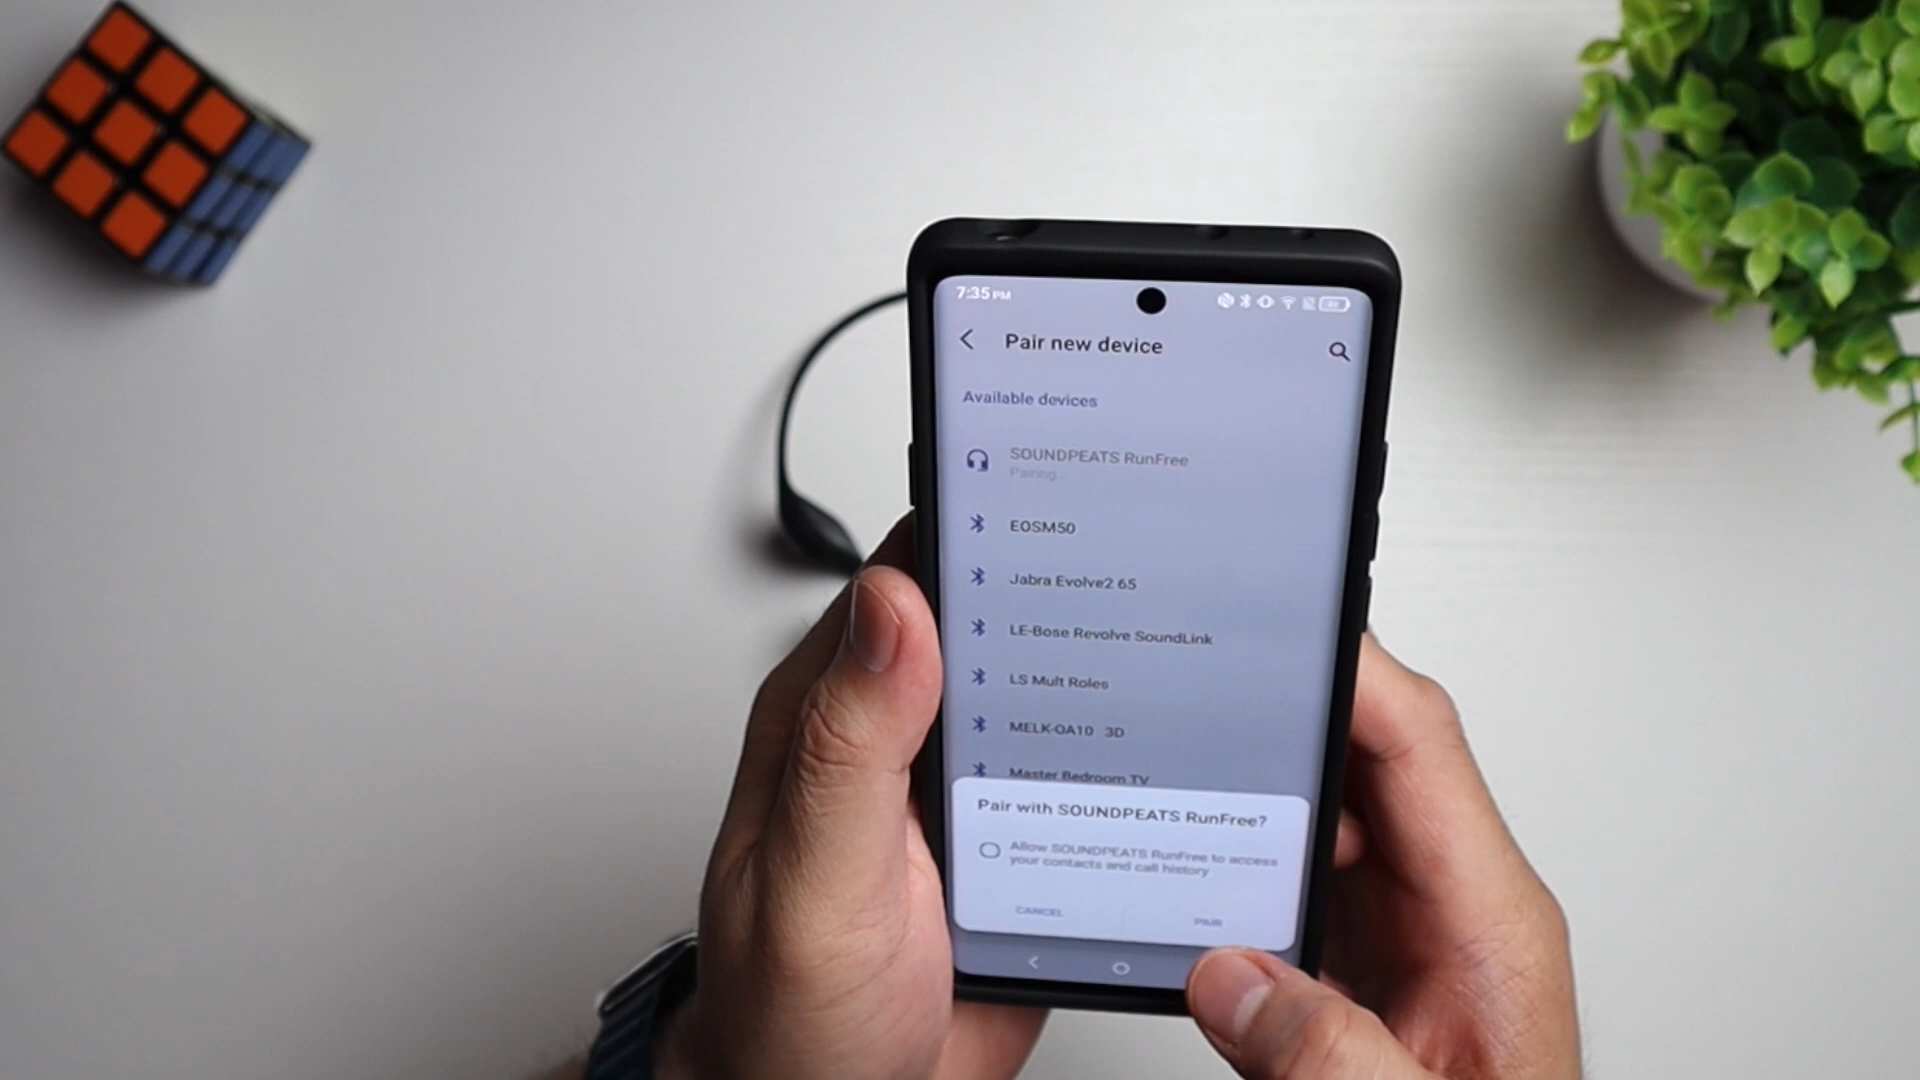 7:35 PM
Pair new device
Available devices
SOUNDPEATS RunFree
Pairing...
EOSM50
Jabra Evolve2 65
LE-Bose Revolve SoundLink
LS Mult Roles
MELK-OA10 3D
Master Bedroom TV
Pair with SOUNDPEATS RunFree?
Allow SOUNDPEATS RunFree to access
your contacts and call history
CANCEL
PAIR